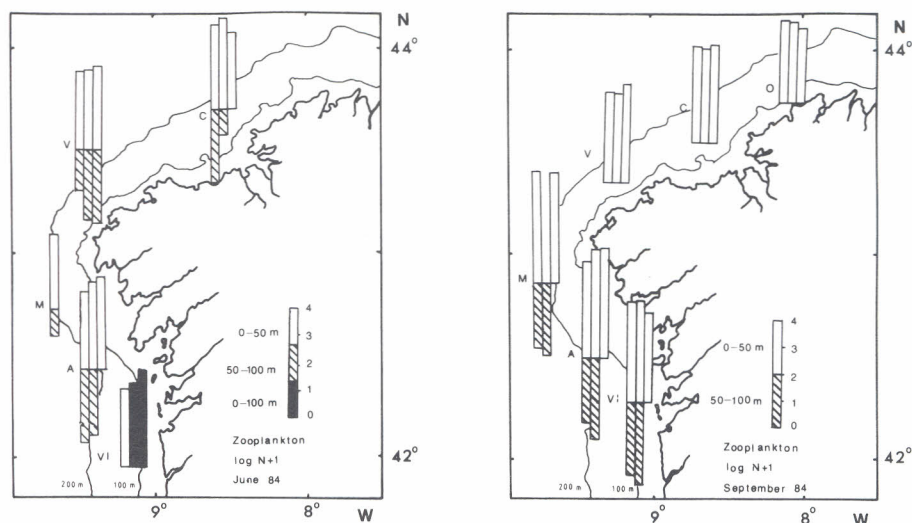 N
44°
C
V
M
A
VI
0–50 m
50–100 m
0–100 m
4
3
2
1
0
Zooplankton
log N+1
June 84
200 m
100 m
42°
9°
8°
W
N
44°
O
C
V
M
A
Vi
0–50 m
50–100 m
4
3
2
1
0
Zooplankton
log N+1
September 84
200 m
100 m
42°
9°
8°
W